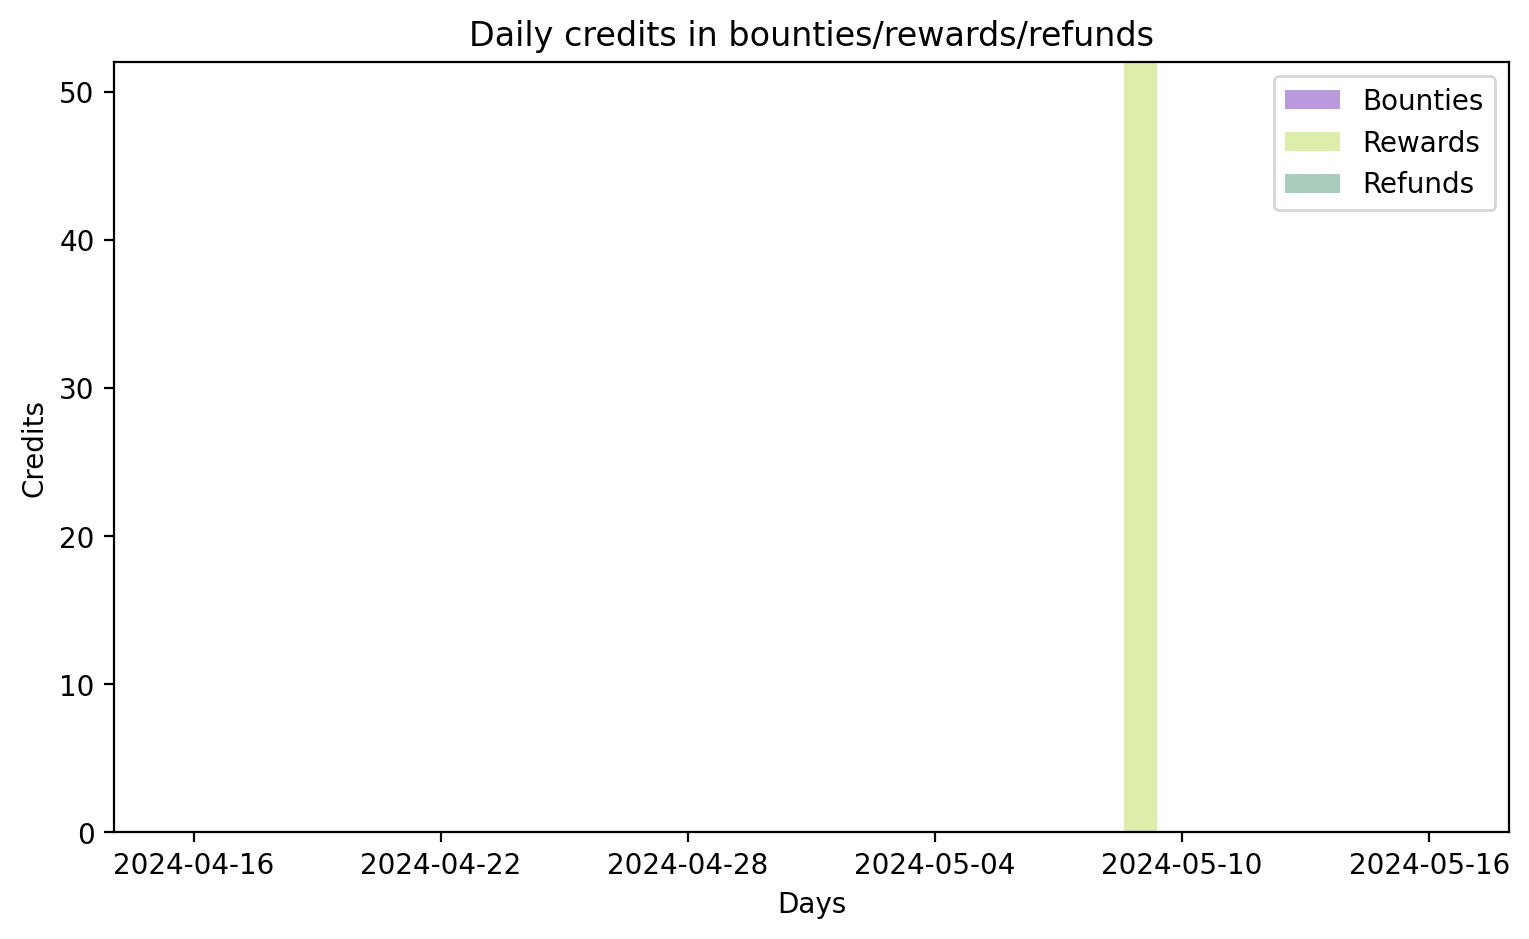 Daily credits in bounties/rewards/refunds
50
40
30
20
10
0
Credits
Bounties
Rewards
Refunds
2024-04-16 2024-04-22 2024-04-28 2024-05-04 2024-05-10 2024-05-16
Days